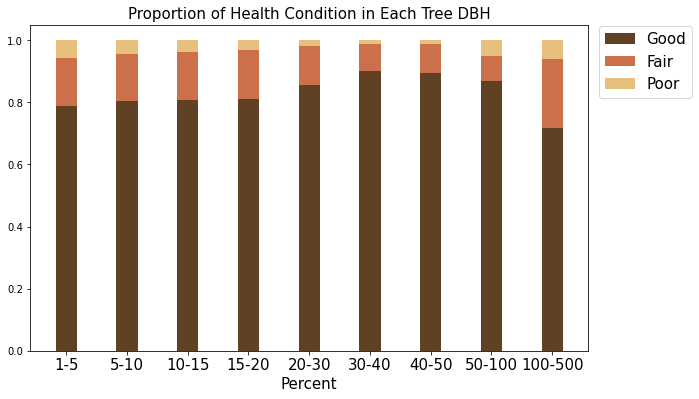 Proportion of Health Condition in Each Tree DBH
Good
Fair
Poor
1.0
0.8
0.6
0.4
0.2
0.0
1-5 5-10 10-15 15-20 20-30 30-40 40-50 50-100 100-500
Percent